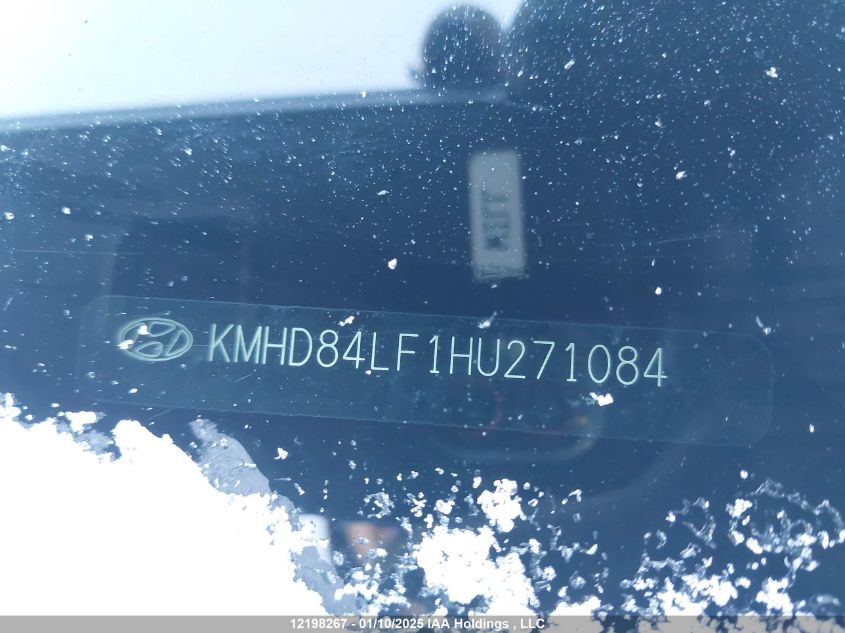 KMHD84LF1HU271084
12198267 - 01/10/2025 IAA Holdings , LLC